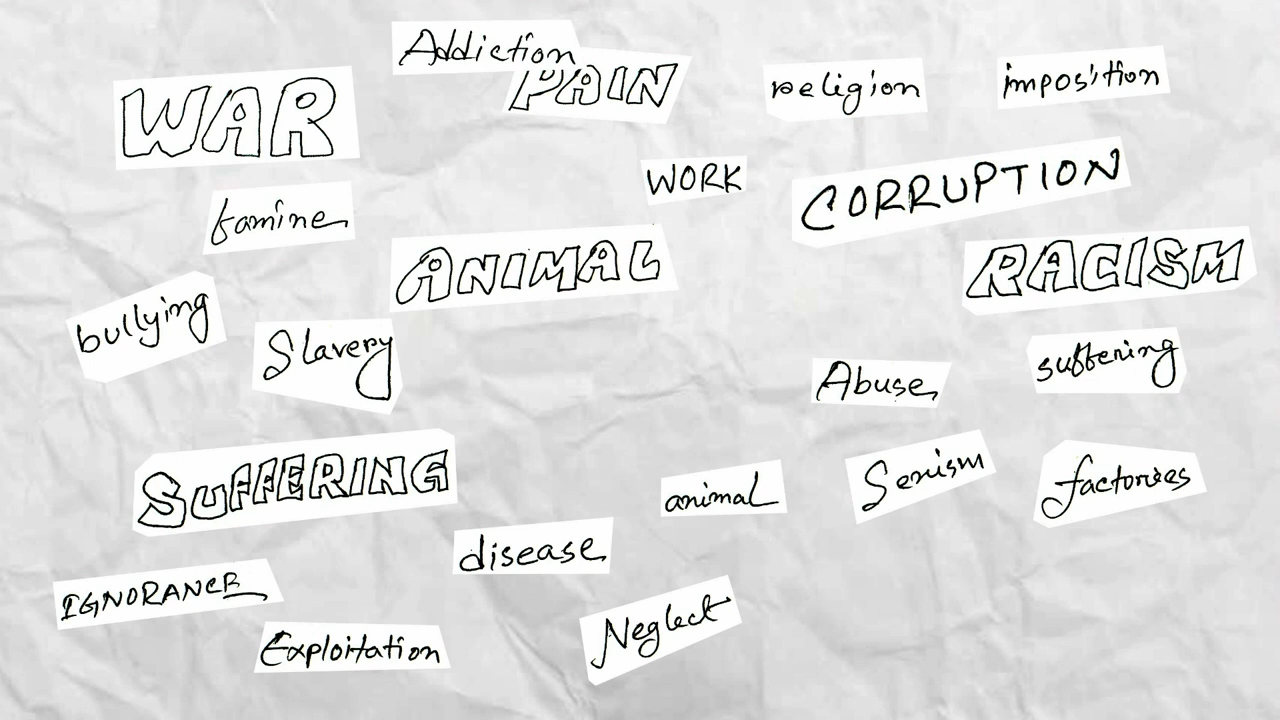 Addiction
PAIN
religion
imposition
WAR
WORK
CORRUPTION
famine
ANIMAL
RACISM
bullying
Slavery
Abuse
suffering
SUFFERING
animal
Sexism
factories
disease
IGNORANCE
Exploitation
Neglect